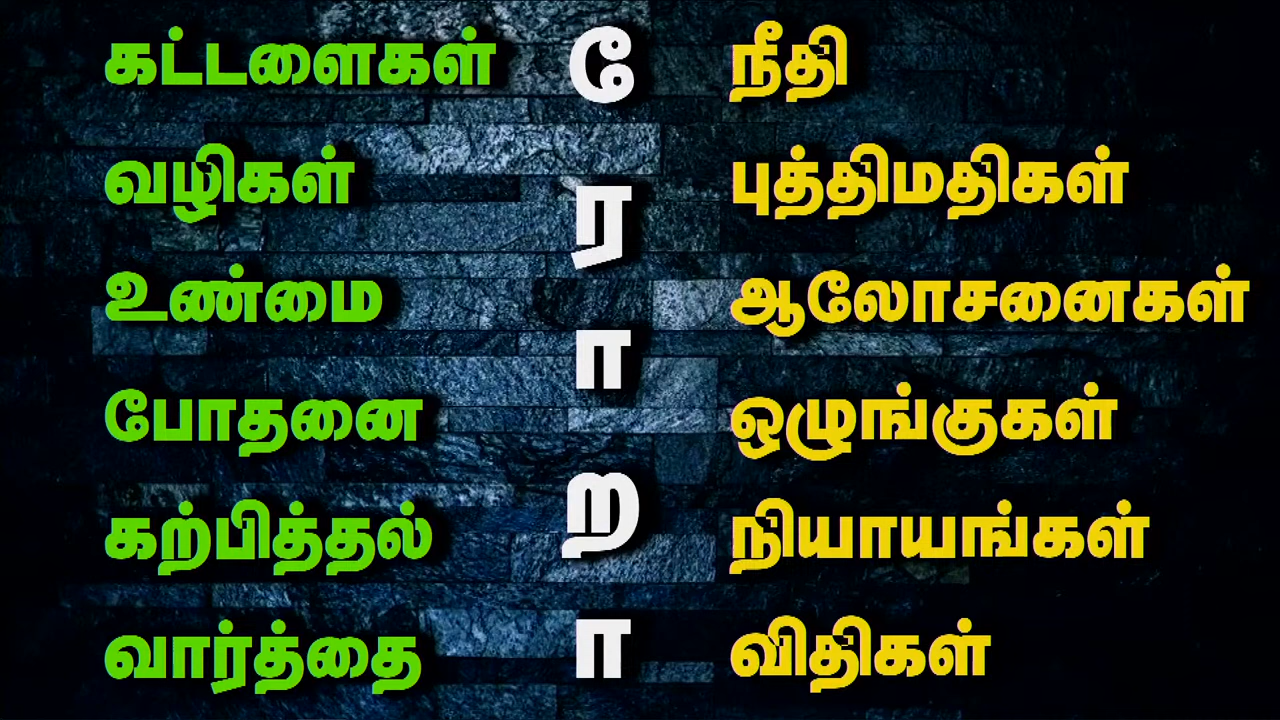 கட்டளைகள்
வழிகள்
உண்மை
போதனை
கற்பித்தல்
வார்த்தை
ே
ர
ா
ற
ா
நீதி
புத்திமதிகள்
ஆலோசனைகள்
ஒழுங்குகள்
நியாயங்கள்
விதிகள்